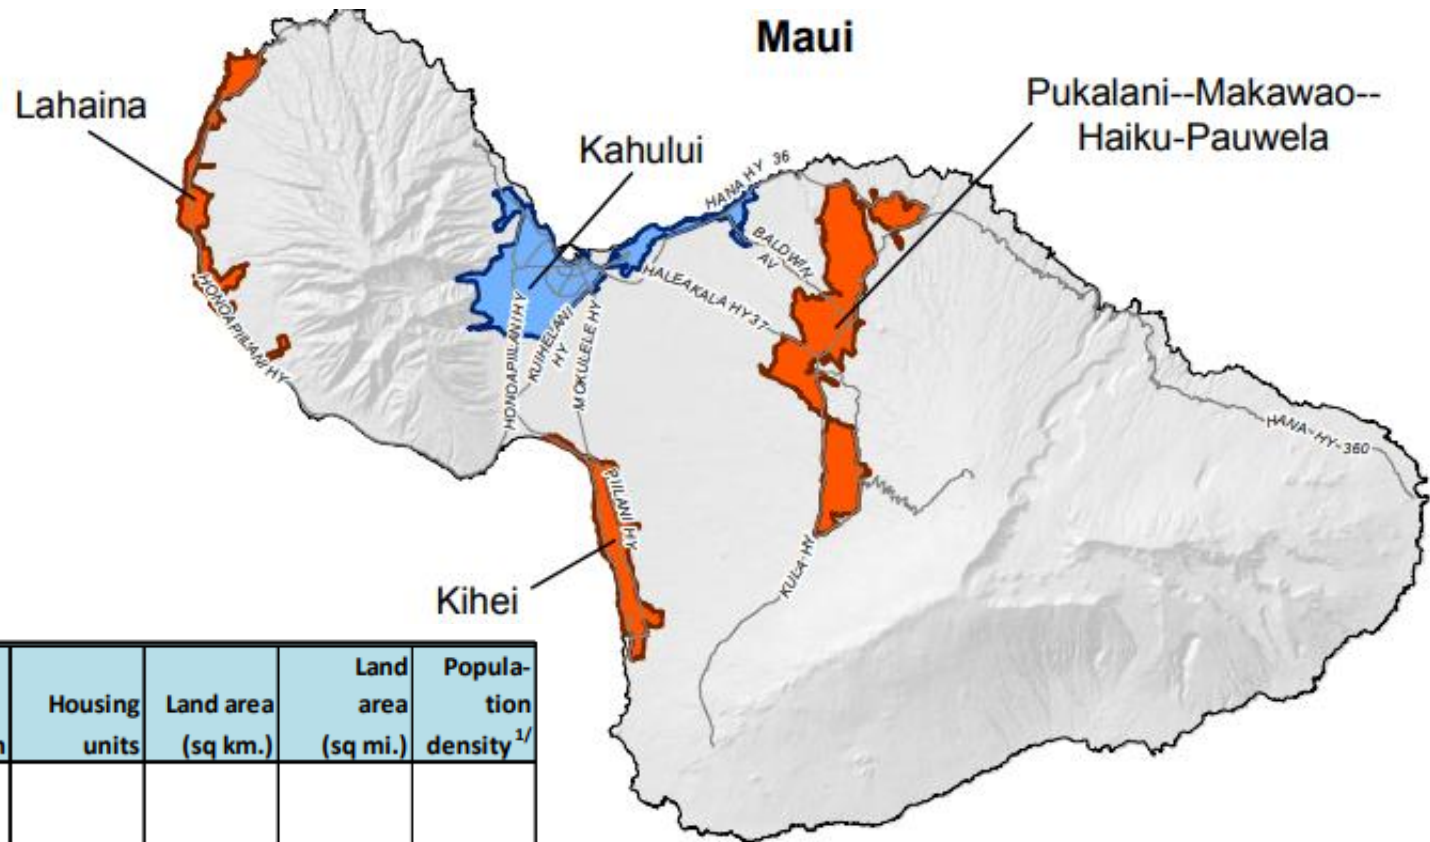 Maui
Lahaina
Kahului
Pukalani--Makawao--
Haiku-Pauwela
HANA HY 36
BALDWIN
AV
HALEAKALA HY 37
HONOAPIILANI HY
HONOAPIILANI HY
KUIHELANI
HY
MOKULELE HY
HANA-HY-360
PIILANI HY
KULA-HY
Kihei
Housing
units
Land area
(sq km.)
Land
area
(sq mi.)
Popula-
tion
density 1/